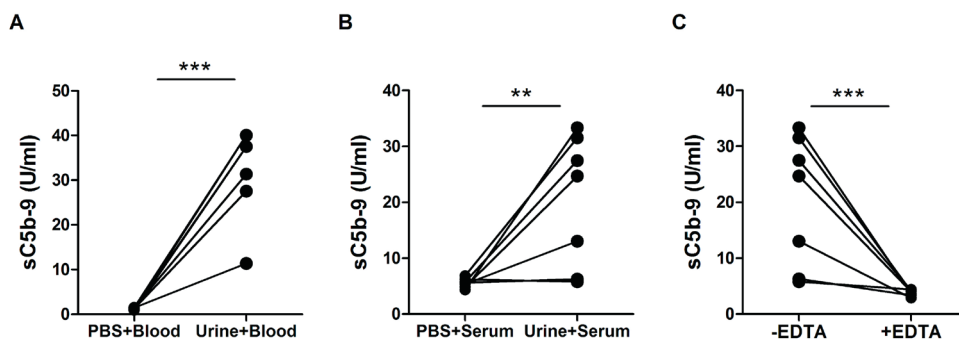 A
B
C
***
**
***
sC5b-9 (U/ml)
50
40
30
20
10
0
PBS+Blood Urine+Blood
sC5b-9 (U/ml)
40
30
20
10
0
PBS+Serum Urine+Serum
sC5b-9 (U/ml)
40
30
20
10
0
-EDTA +EDTA